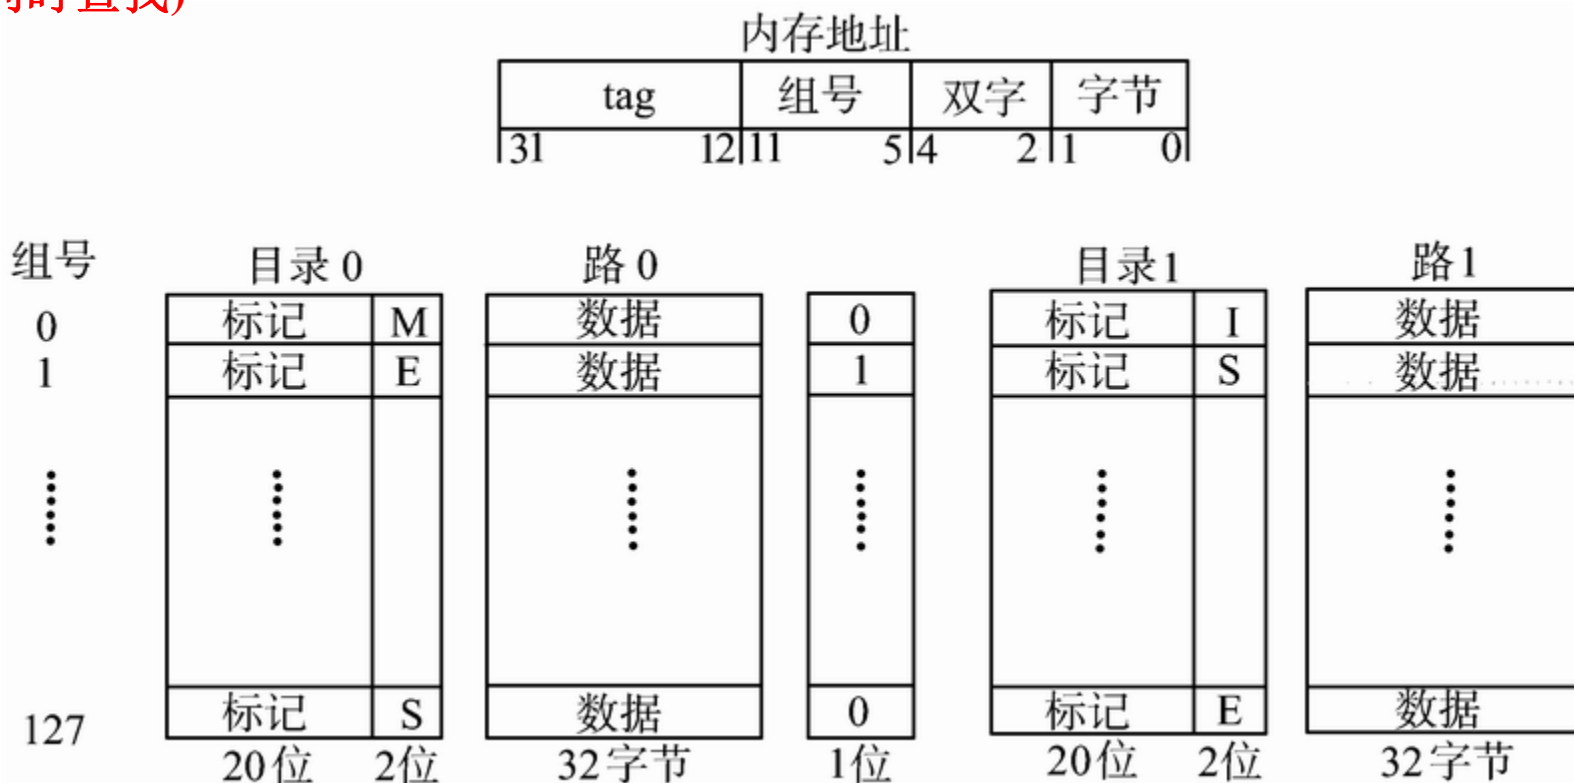 时查找)
内存地址
tag 组号 双字 字节
31 12 11 5 4 2 1 0
组号 目录 0 路 0 目录1 路1
0 标记 M 数据 0 标记 I 数据
1 标记 E 数据 1 标记 S 数据
127 标记 S 数据 0 标记 E 数据
20位 2位 32字节 1位 20位 2位 32字节